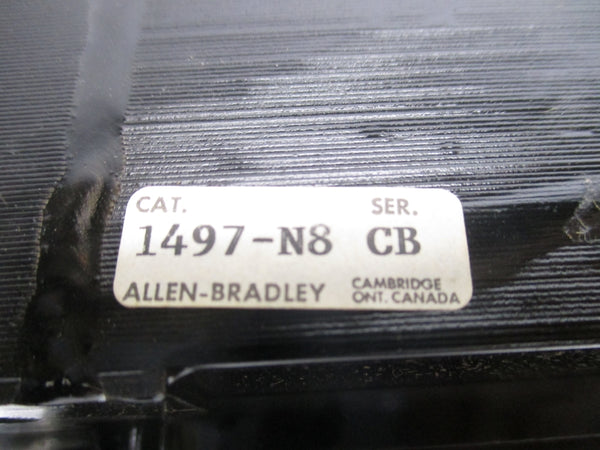 CAT. SER.
1497-N8 CB
ALLEN-BRADLEY CAMBRIDGE
ONT. CANADA